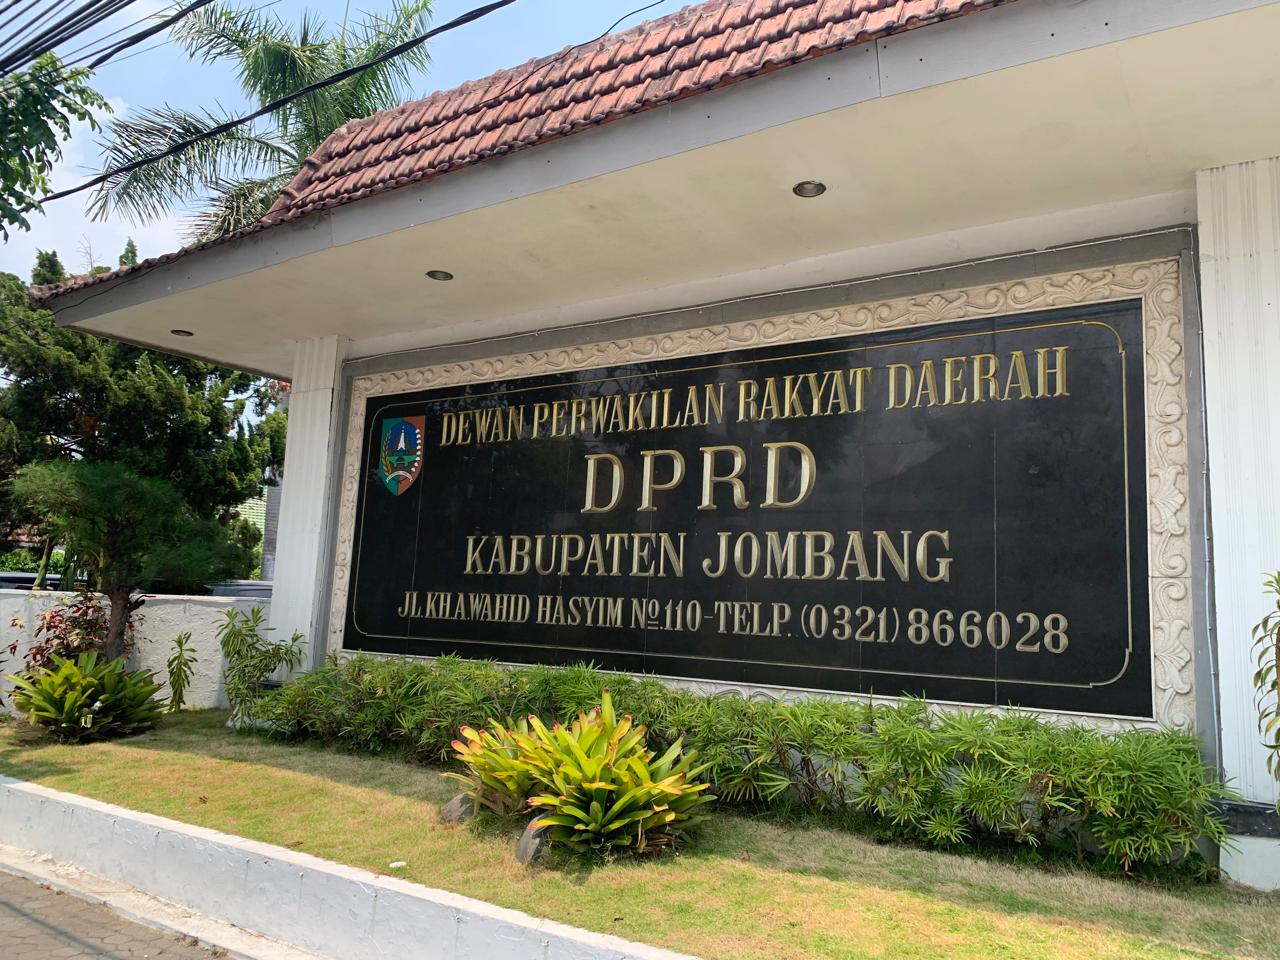 DEWAN PERWAKILAN RAKYAT DAERAH
DPRD
KABUPATEN JOMBANG
JL.KH.A.WAHID HASYIM No.110-TELP. (0321) 866028